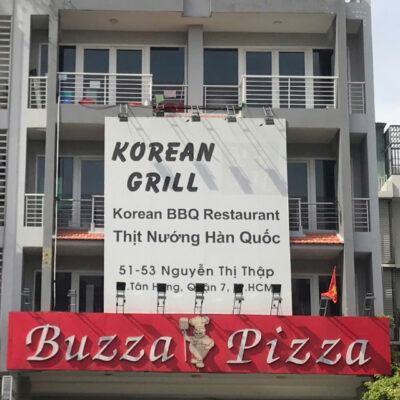 KOREAN
GRILL
Korean BBQ Restaurant
Thịt Nướng Hàn Quốc
51-53 Nguyễn Thị Thập
.Tân Hưng, Quận 7, .HCM
Buzza Pizza